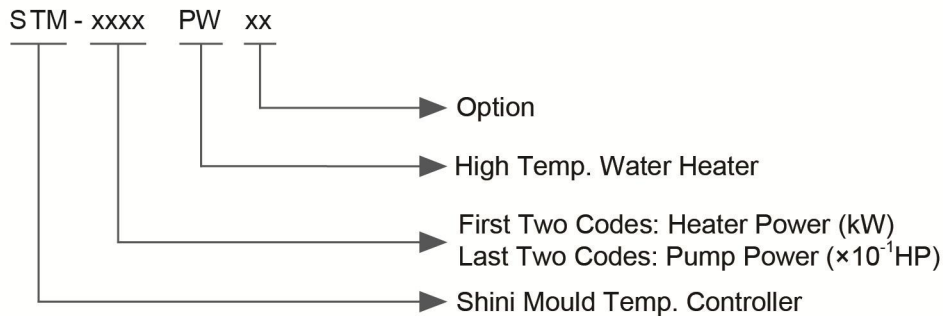 STM - xxxx PW xx
Option
High Temp. Water Heater
First Two Codes: Heater Power (kW)
Last Two Codes: Pump Power (×10⁻¹HP)
Shini Mould Temp. Controller